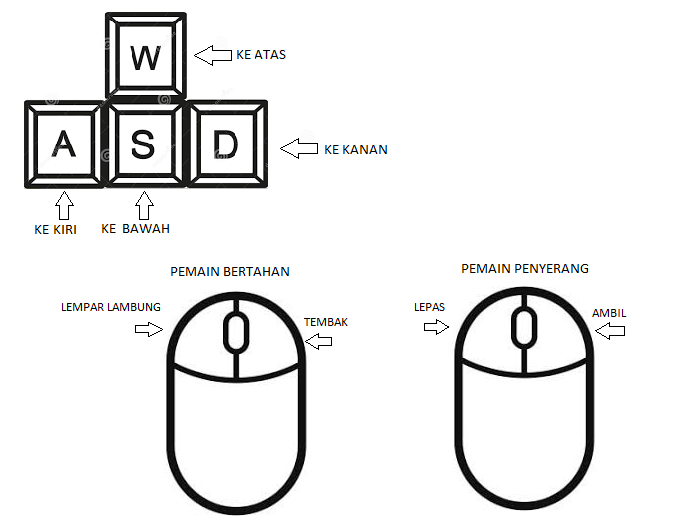 W
KE ATAS
A
S
D
KE KANAN
KE KIRI
KE BAWAH
PEMAIN BERTAHAN
PEMAIN PENYERANG
LEMPAR LAMBUNG
TEMBAK
LEPAS
AMBIL